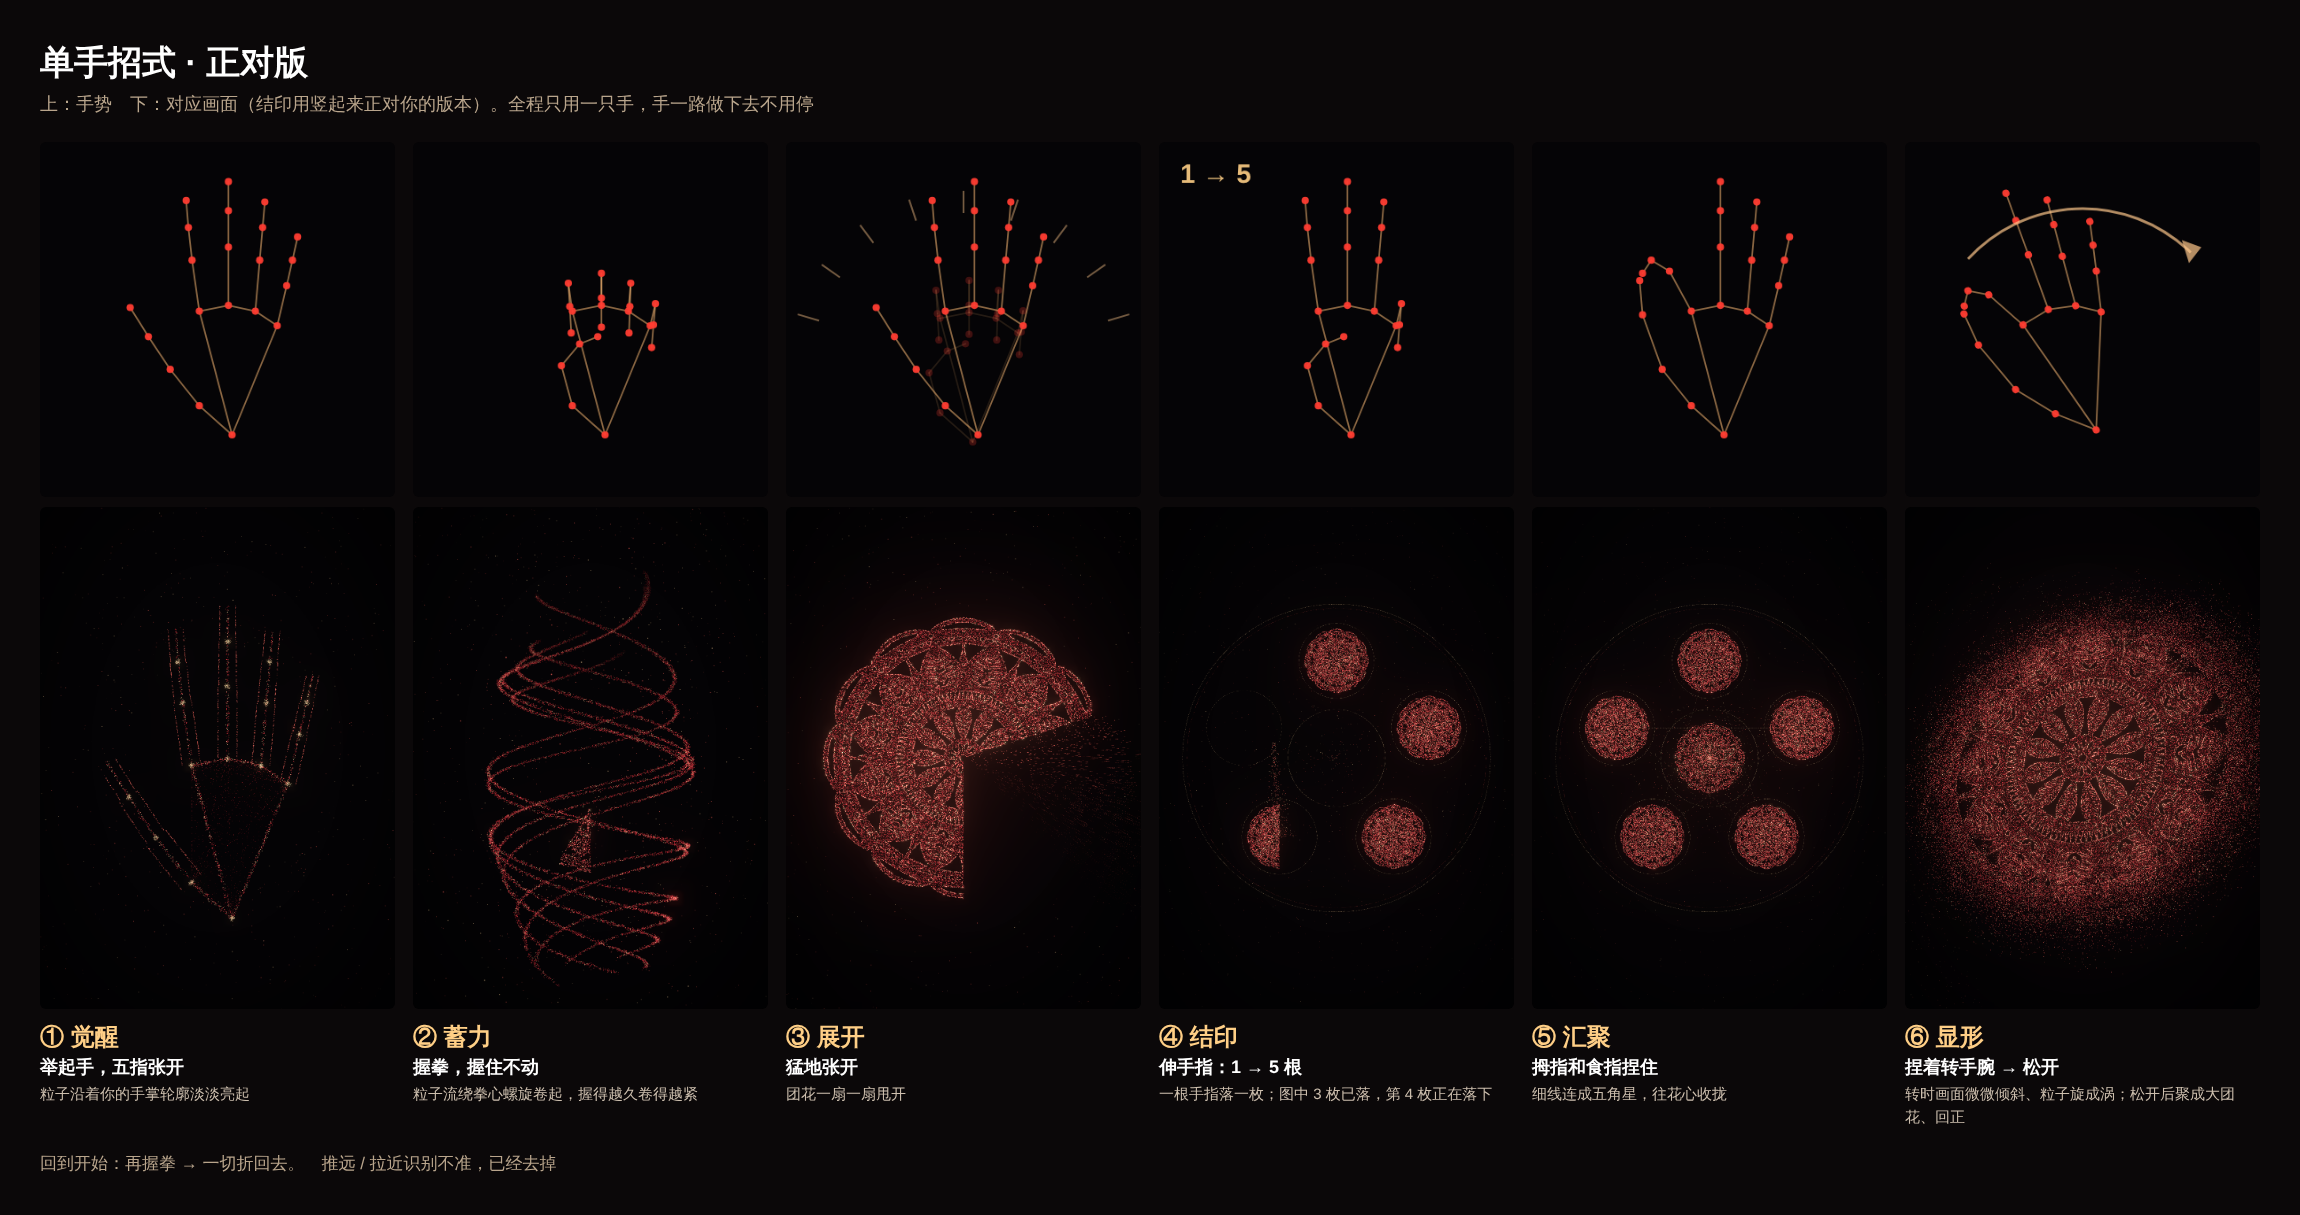 单手招式 · 正对版
上：手势　下：对应画面（结印用竖起来正对你的版本）。全程只用一只手，手一路做下去不用停
1 → 5
① 觉醒
举起手，五指张开
粒子沿着你的手掌轮廓淡淡亮起
② 蓄力
握拳，握住不动
粒子流绕拳心螺旋卷起，握得越久卷得越紧
③ 展开
猛地张开
团花一扇一扇甩开
④ 结印
伸手指：1 → 5 根
一根手指落一枚；图中 3 枚已落，第 4 枚正在落下
⑤ 汇聚
拇指和食指捏住
细线连成五角星，往花心收拢
⑥ 显形
捏着转手腕 → 松开
转时画面微微倾斜、粒子旋成涡；松开后聚成大团
花、回正
回到开始：再握拳 → 一切折回去。　推远 / 拉近识别不准，已经去掉